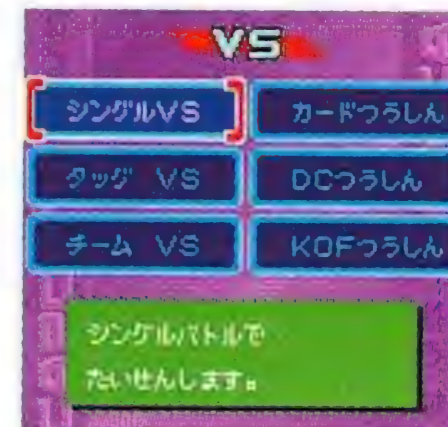 VS
シングルVS
カードつうしん
タッグ VS
DCつうしん
チーム VS
KOFつうしん
シングルバトルで
たいせんします。